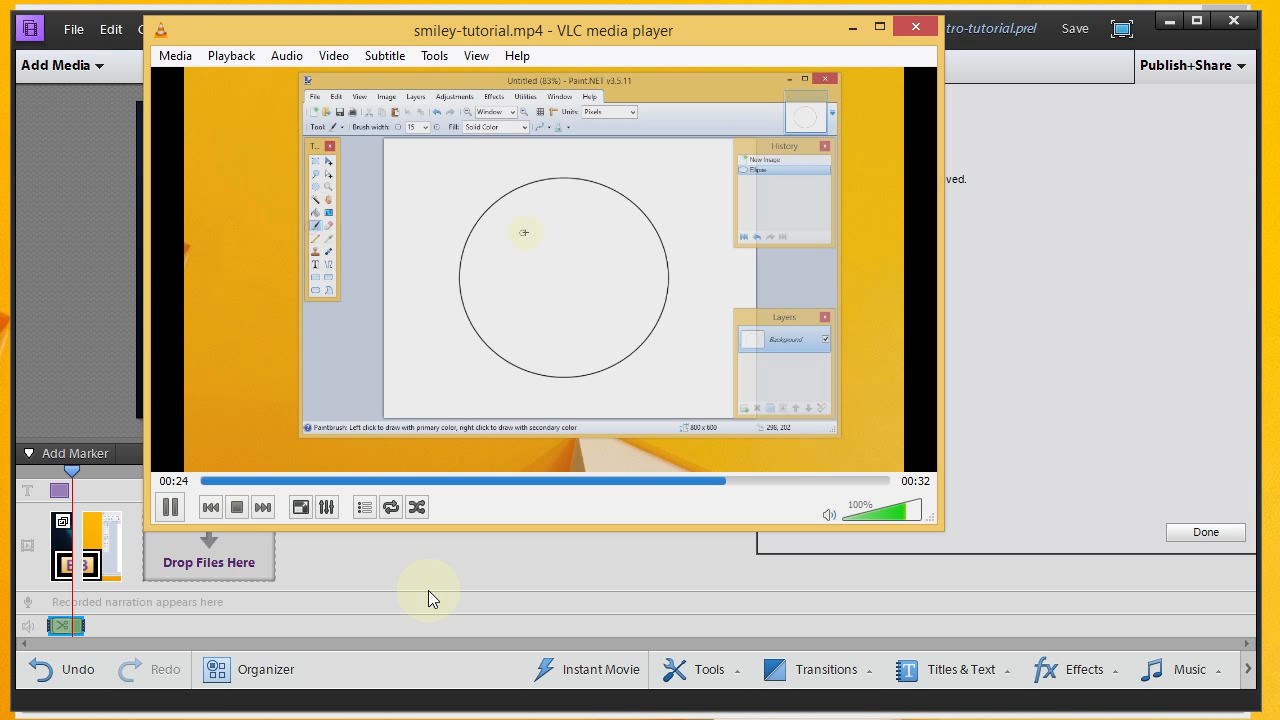 smiley-tutorial.mp4 - VLC media player
File Edit
tro-tutorial.prel Save
Media Playback Audio Video Subtitle Tools View Help
Add Media
Publish+Share
Untitled (83%) - Paint.NET v3.5.11
File Edit View Image Layers Adjustments Effects Utilities Window Help
Window Units: Pixels
Tool: Brush width: 15 Fill: Solid Color
T...
History
New Image
Ellipse
ved.
Layers
Background
Paintbrush: Left click to draw with primary color, right click to draw with secondary color
800 x 600
298, 202
Add Marker
00:24
00:32
100%
Done
Drop Files Here
Recorded narration appears here
Undo Redo Organizer Instant Movie Tools Transitions Titles & Text Effects Music